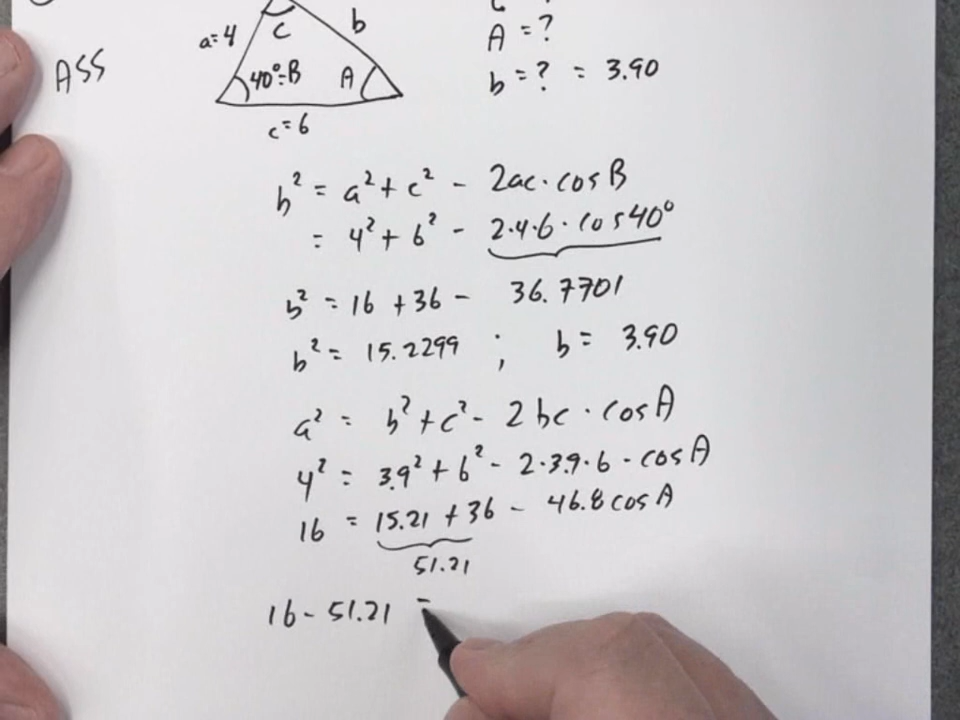 a=4
C
b
ASS
40°=B
A
c=6
A = ?
b = ? = 3.90
b² = a² + c² - 2ac · cos B
= 4² + 6² - 2·4·6 · cos 40°
b² = 16 + 36 - 36.7701
b² = 15.2299 ; b = 3.90
a² = b² + c² - 2bc · cos A
4² = 3.9² + 6² - 2·3.9·6 · cos A
16 = 15.21 + 36 - 46.8 cos A
51.21
16 - 51.21 =